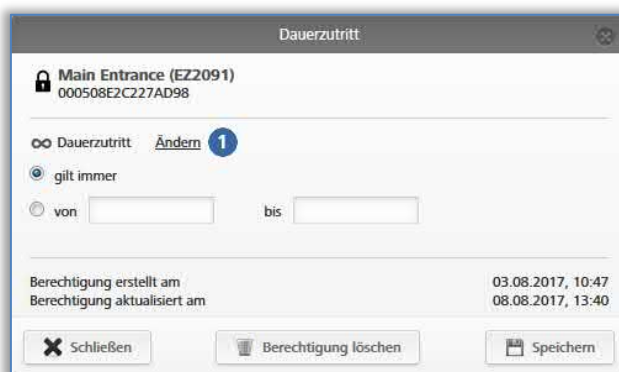 Dauerzutritt
Main Entrance (EZ2091)
000508E2C227AD98
Dauerzutritt Ändern 1
gilt immer
von bis
Berechtigung erstellt am 03.08.2017, 10:47
Berechtigung aktualisiert am 08.08.2017, 13:40
Schließen Berechtigung löschen Speichern